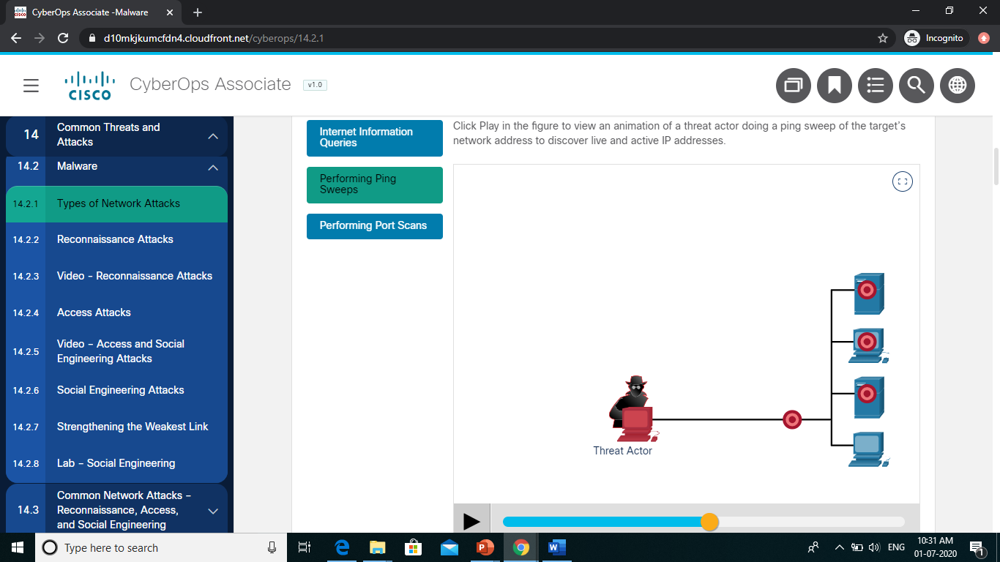 CyberOps Associate -Malware
d10mkjkumcfdn4.cloudfront.net/cyberops/14.2.1
Incognito
CISCO
CyberOps Associate
v1.0
14
Common Threats and
Attacks
14.2
Malware
14.2.1
Types of Network Attacks
14.2.2
Reconnaissance Attacks
14.2.3
Video – Reconnaissance Attacks
14.2.4
Access Attacks
14.2.5
Video – Access and Social
Engineering Attacks
14.2.6
Social Engineering Attacks
14.2.7
Strengthening the Weakest Link
14.2.8
Lab – Social Engineering
14.3
Common Network Attacks –
Reconnaissance, Access,
and Social Engineering
Internet Information
Queries
Performing Ping
Sweeps
Performing Port Scans
Click Play in the figure to view an animation of a threat actor doing a ping sweep of the target's
network address to discover live and active IP addresses.
Threat Actor
Type here to search
ENG
10:31 AM
01-07-2020
1